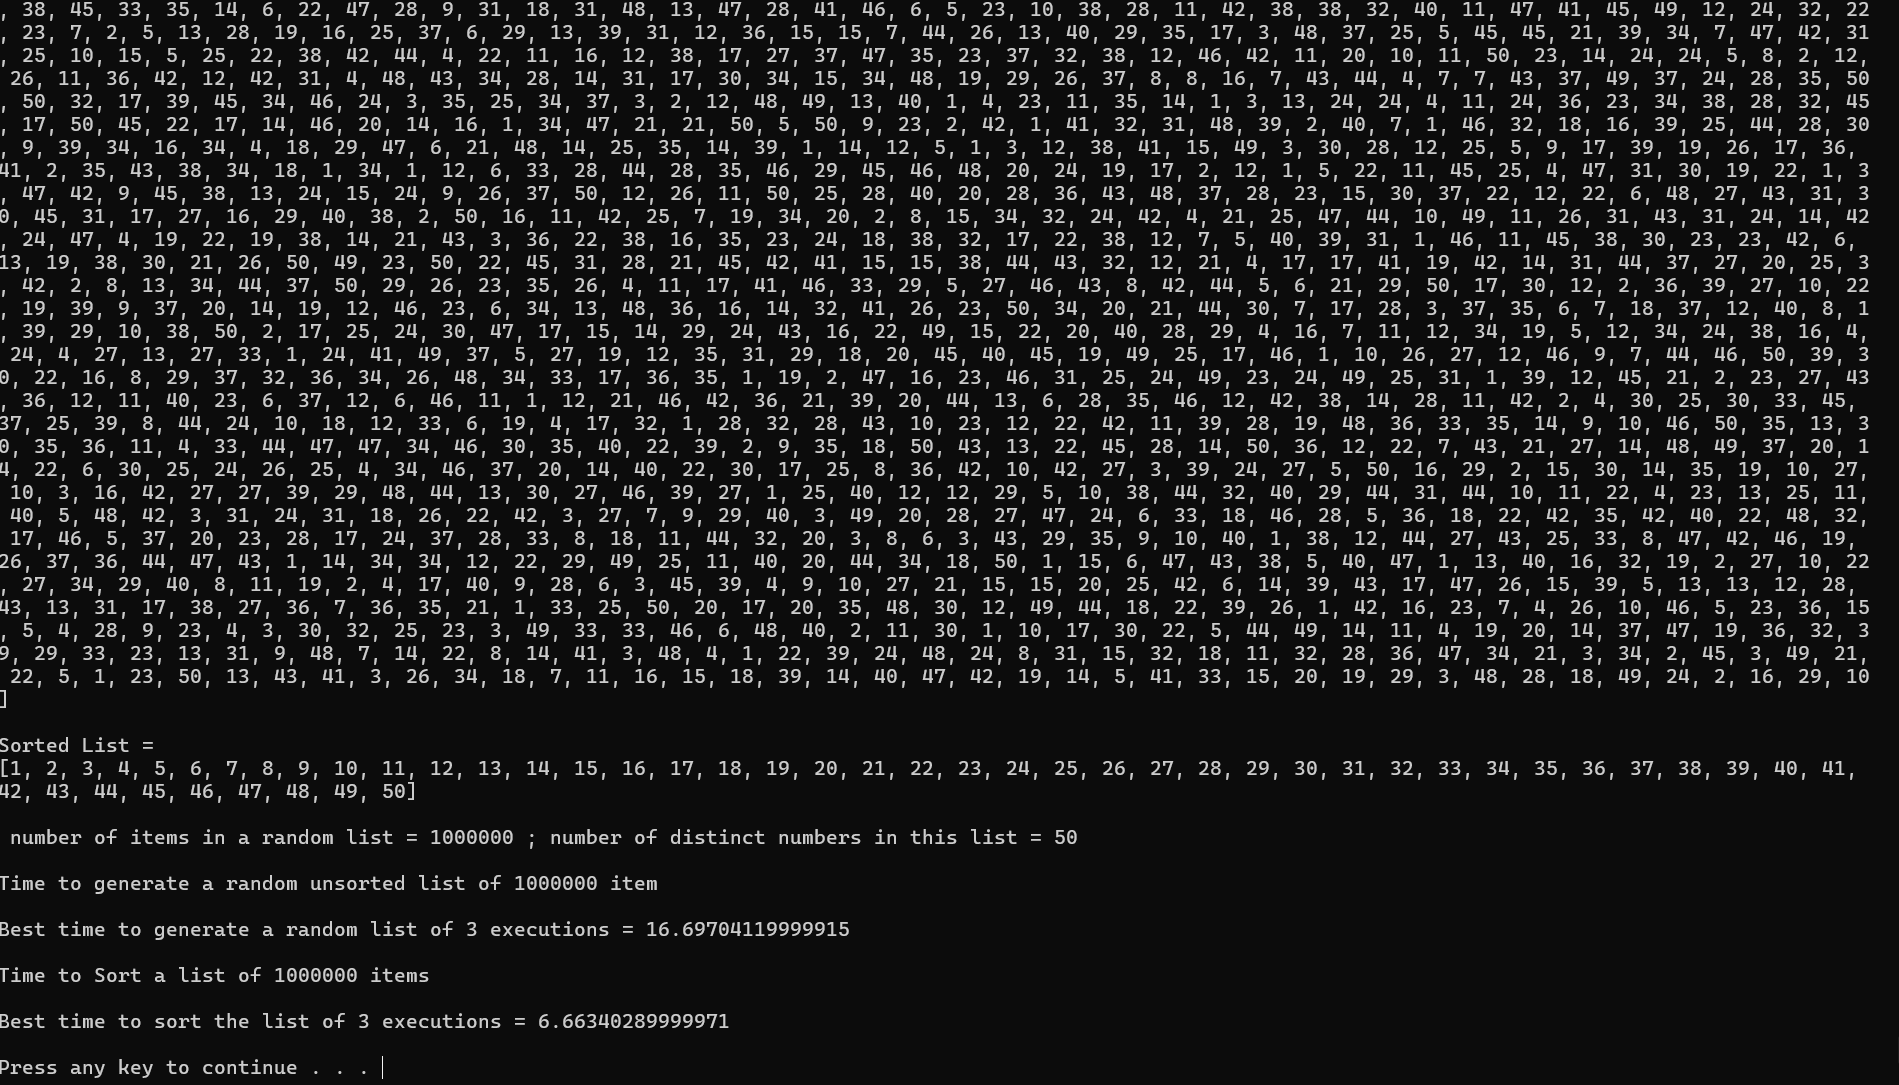 , 38, 45, 33, 35, 14, 6, 22, 47, 28, 9, 31, 18, 31, 48, 13, 47, 28, 41, 46, 6, 5, 23, 10, 38, 28, 11, 42, 38, 38, 32, 40, 11, 47, 41, 45, 49, 12, 24, 32, 22
, 23, 7, 2, 5, 13, 28, 19, 16, 25, 37, 6, 29, 13, 39, 31, 12, 36, 15, 15, 7, 44, 26, 13, 40, 29, 35, 17, 3, 48, 37, 25, 5, 45, 45, 21, 39, 34, 7, 47, 42, 31
, 25, 10, 15, 5, 25, 22, 38, 42, 44, 4, 22, 11, 16, 12, 38, 17, 27, 37, 47, 35, 23, 37, 32, 38, 12, 46, 42, 11, 20, 10, 11, 50, 23, 14, 24, 24, 5, 8, 2, 12,
26, 11, 36, 42, 12, 42, 31, 4, 48, 43, 34, 28, 14, 31, 17, 30, 34, 15, 34, 48, 19, 29, 26, 37, 8, 8, 16, 7, 43, 44, 4, 7, 7, 43, 37, 49, 37, 24, 28, 35, 50
, 50, 32, 17, 39, 45, 34, 46, 24, 3, 35, 25, 34, 37, 3, 2, 12, 48, 49, 13, 40, 1, 4, 23, 11, 35, 14, 1, 3, 13, 24, 24, 4, 11, 24, 36, 23, 34, 38, 28, 32, 45
, 17, 50, 45, 22, 17, 14, 46, 20, 14, 16, 1, 34, 47, 21, 21, 50, 5, 50, 9, 23, 2, 42, 1, 41, 32, 31, 48, 39, 2, 40, 7, 1, 46, 32, 18, 16, 39, 25, 44, 28, 30
, 9, 39, 34, 16, 34, 4, 18, 29, 47, 6, 21, 48, 14, 25, 35, 14, 39, 1, 14, 12, 5, 1, 3, 12, 38, 41, 15, 49, 3, 30, 28, 12, 25, 5, 9, 17, 39, 19, 26, 17, 36,
41, 2, 35, 43, 38, 34, 18, 1, 34, 1, 12, 6, 33, 28, 44, 28, 35, 46, 29, 45, 46, 48, 20, 24, 19, 17, 2, 12, 1, 5, 22, 11, 45, 25, 4, 47, 31, 30, 19, 22, 1, 3
, 47, 42, 9, 45, 38, 13, 24, 15, 24, 9, 26, 37, 50, 12, 26, 11, 50, 25, 28, 40, 20, 28, 36, 43, 48, 37, 28, 23, 15, 30, 37, 22, 12, 22, 6, 48, 27, 43, 31, 3
0, 45, 31, 17, 27, 16, 29, 40, 38, 2, 50, 16, 11, 42, 25, 7, 19, 34, 20, 2, 8, 15, 34, 32, 24, 42, 4, 21, 25, 47, 44, 10, 49, 11, 26, 31, 43, 31, 24, 14, 42
, 24, 47, 4, 19, 22, 19, 38, 14, 21, 43, 3, 36, 22, 38, 16, 35, 23, 24, 18, 38, 32, 17, 22, 38, 12, 7, 5, 40, 39, 31, 1, 46, 11, 45, 38, 30, 23, 23, 42, 6,
13, 19, 38, 30, 21, 26, 50, 49, 23, 50, 22, 45, 31, 28, 21, 45, 42, 41, 15, 15, 38, 44, 43, 32, 12, 21, 4, 17, 17, 41, 19, 42, 14, 31, 44, 37, 27, 20, 25, 3
, 42, 2, 8, 13, 34, 44, 37, 50, 29, 26, 23, 35, 26, 4, 11, 17, 41, 46, 33, 29, 5, 27, 46, 43, 8, 42, 44, 5, 6, 21, 29, 50, 17, 30, 12, 2, 36, 39, 27, 10, 22
, 19, 39, 9, 37, 20, 14, 19, 12, 46, 23, 6, 34, 13, 48, 36, 16, 14, 32, 41, 26, 23, 50, 34, 20, 21, 44, 30, 7, 17, 28, 3, 37, 35, 6, 7, 18, 37, 12, 40, 8, 1
, 39, 29, 10, 38, 50, 2, 17, 25, 24, 30, 47, 17, 15, 14, 29, 24, 43, 16, 22, 49, 15, 22, 20, 40, 28, 29, 4, 16, 7, 11, 12, 34, 19, 5, 12, 34, 24, 38, 16, 4,
24, 4, 27, 13, 27, 33, 1, 24, 41, 49, 37, 5, 27, 19, 12, 35, 31, 29, 18, 20, 45, 40, 45, 19, 49, 25, 17, 46, 1, 10, 26, 27, 12, 46, 9, 7, 44, 46, 50, 39, 3
0, 22, 16, 8, 29, 37, 32, 36, 34, 26, 48, 34, 33, 17, 36, 35, 1, 19, 2, 47, 16, 23, 46, 31, 25, 24, 49, 23, 24, 49, 25, 31, 1, 39, 12, 45, 21, 2, 23, 27, 43
, 36, 12, 11, 40, 23, 6, 37, 12, 6, 46, 11, 1, 12, 21, 46, 42, 36, 21, 39, 20, 44, 13, 6, 28, 35, 46, 12, 42, 38, 14, 28, 11, 42, 2, 4, 30, 25, 30, 33, 45,
37, 25, 39, 8, 44, 24, 10, 18, 12, 33, 6, 19, 4, 17, 32, 1, 28, 32, 28, 43, 10, 23, 12, 22, 42, 11, 39, 28, 19, 48, 36, 33, 35, 14, 9, 10, 46, 50, 35, 13, 3
0, 35, 36, 11, 4, 33, 44, 47, 47, 34, 46, 30, 35, 40, 22, 39, 2, 9, 35, 18, 50, 43, 13, 22, 45, 28, 14, 50, 36, 12, 22, 7, 43, 21, 27, 14, 48, 49, 37, 20, 1
4, 22, 6, 30, 25, 24, 26, 25, 4, 34, 46, 37, 20, 14, 40, 22, 30, 17, 25, 8, 36, 42, 10, 42, 27, 3, 39, 24, 27, 5, 50, 16, 29, 2, 15, 30, 14, 35, 19, 10, 27,
10, 3, 16, 42, 27, 27, 39, 29, 48, 44, 13, 30, 27, 46, 39, 27, 1, 25, 40, 12, 12, 29, 5, 10, 38, 44, 32, 40, 29, 44, 31, 44, 10, 11, 22, 4, 23, 13, 25, 11,
40, 5, 48, 42, 3, 31, 24, 31, 18, 26, 22, 42, 3, 27, 7, 9, 29, 40, 3, 49, 20, 28, 27, 47, 24, 6, 33, 18, 46, 28, 5, 36, 18, 22, 42, 35, 42, 40, 22, 48, 32,
17, 46, 5, 37, 20, 23, 28, 17, 24, 37, 28, 33, 8, 18, 11, 44, 32, 20, 3, 8, 6, 3, 43, 29, 35, 9, 10, 40, 1, 38, 12, 44, 27, 43, 25, 33, 8, 47, 42, 46, 19,
26, 37, 36, 44, 47, 43, 1, 14, 34, 34, 12, 22, 29, 49, 25, 11, 40, 20, 44, 34, 18, 50, 1, 15, 6, 47, 43, 38, 5, 40, 47, 1, 13, 40, 16, 32, 19, 2, 27, 10, 22
, 27, 34, 29, 40, 8, 11, 19, 2, 4, 17, 40, 9, 28, 6, 3, 45, 39, 4, 9, 10, 27, 21, 15, 15, 20, 25, 42, 6, 14, 39, 43, 17, 47, 26, 15, 39, 5, 13, 13, 12, 28,
43, 13, 31, 17, 38, 27, 36, 7, 36, 35, 21, 1, 33, 25, 50, 20, 17, 20, 35, 48, 30, 12, 49, 44, 18, 22, 39, 26, 1, 42, 16, 23, 7, 4, 26, 10, 46, 5, 23, 36, 15
, 5, 4, 28, 9, 23, 4, 3, 30, 32, 25, 23, 3, 49, 33, 33, 46, 6, 48, 40, 2, 11, 30, 1, 10, 17, 30, 22, 5, 44, 49, 14, 11, 4, 19, 20, 14, 37, 47, 19, 36, 32, 3
9, 29, 33, 23, 13, 31, 9, 48, 7, 14, 22, 8, 14, 41, 3, 48, 4, 1, 22, 39, 24, 48, 24, 8, 31, 15, 32, 18, 11, 32, 28, 36, 47, 34, 21, 3, 34, 2, 45, 3, 49, 21,
22, 5, 1, 23, 50, 13, 43, 41, 3, 26, 34, 18, 7, 11, 16, 15, 18, 39, 14, 40, 47, 42, 19, 14, 5, 41, 33, 15, 20, 19, 29, 3, 48, 28, 18, 49, 24, 2, 16, 29, 10
]
Sorted List =
[1, 2, 3, 4, 5, 6, 7, 8, 9, 10, 11, 12, 13, 14, 15, 16, 17, 18, 19, 20, 21, 22, 23, 24, 25, 26, 27, 28, 29, 30, 31, 32, 33, 34, 35, 36, 37, 38, 39, 40, 41,
42, 43, 44, 45, 46, 47, 48, 49, 50]
number of items in a random list = 1000000 ; number of distinct numbers in this list = 50
Time to generate a random unsorted list of 1000000 item
Best time to generate a random list of 3 executions = 16.69704119999915
Time to Sort a list of 1000000 items
Best time to sort the list of 3 executions = 6.66340289999971
Press any key to continue . . .